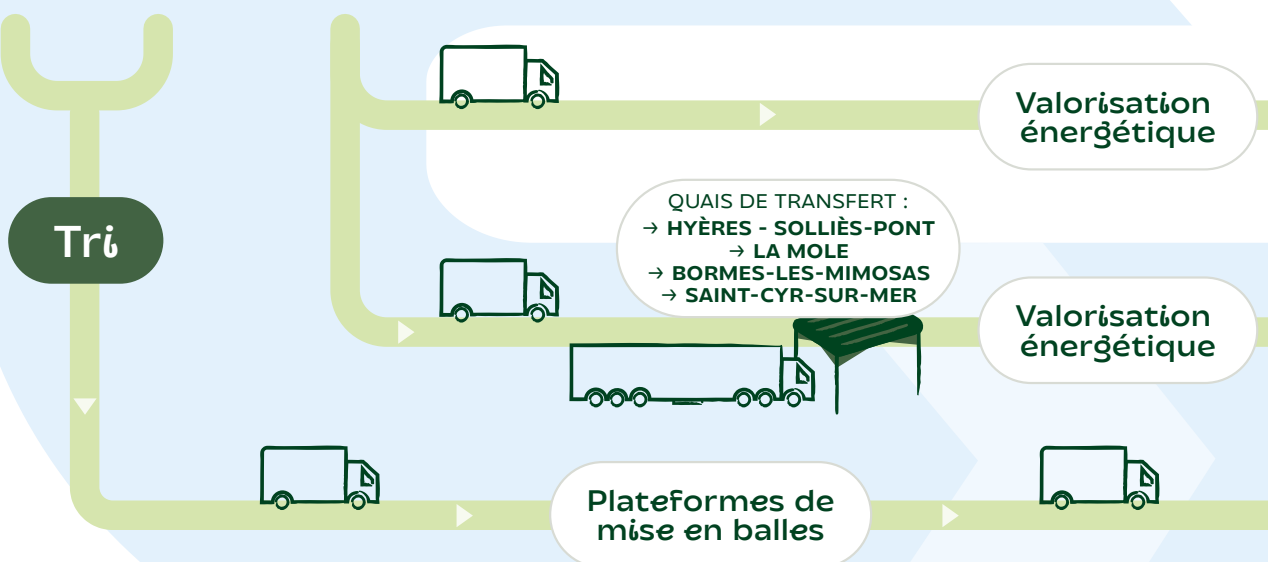 Valorisation
énergétique
Tri
QUAIS DE TRANSFERT :
→ HYÈRES - SOLLIÈS-PONT
→ LA MOLE
→ BORMES-LES-MIMOSAS
→ SAINT-CYR-SUR-MER
Valorisation
énergétique
Plateformes de
mise en balles